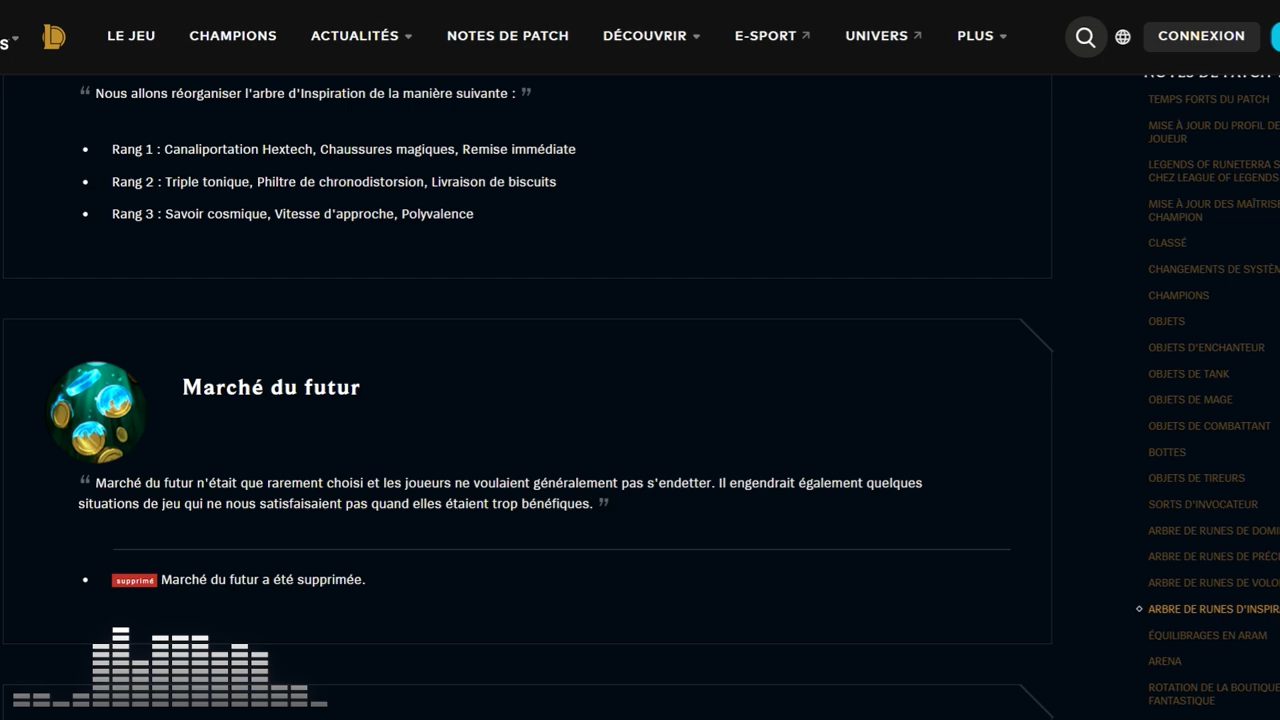 S
LE JEU CHAMPIONS ACTUALITÉS NOTES DE PATCH DÉCOUVRIR E-SPORT UNIVERS PLUS CONNEXION
“ Nous allons réorganiser l'arbre d'Inspiration de la manière suivante : ”
• Rang 1 : Canaliportation Hextech, Chaussures magiques, Remise immédiate
• Rang 2 : Triple tonique, Philtre de chronodistorsion, Livraison de biscuits
• Rang 3 : Savoir cosmique, Vitesse d'approche, Polyvalence
Marché du futur
“ Marché du futur n'était que rarement choisi et les joueurs ne voulaient généralement pas s'endetter. Il engendrait également quelques
situations de jeu qui ne nous satisfaisaient pas quand elles étaient trop bénéfiques. ”
• supprimé Marché du futur a été supprimée.
NOTES DE PATCH
TEMPS FORTS DU PATCH
MISE À JOUR DU PROFIL DE
JOUEUR
LEGENDS OF RUNETERRA S
CHEZ LEAGUE OF LEGENDS
MISE À JOUR DES MAÎTRISE
CHAMPION
CLASSÉ
CHANGEMENTS DE SYSTÈM
CHAMPIONS
OBJETS
OBJETS D'ENCHANTEUR
OBJETS DE TANK
OBJETS DE MAGE
OBJETS DE COMBATTANT
BOTTES
OBJETS DE TIREURS
SORTS D'INVOCATEUR
ARBRE DE RUNES DE DOMI
ARBRE DE RUNES DE PRÉCI
ARBRE DE RUNES DE VOLO
ARBRE DE RUNES D'INSPIRA
ÉQUILIBRAGES EN ARAM
ARENA
ROTATION DE LA BOUTIQUE
FANTASTIQUE